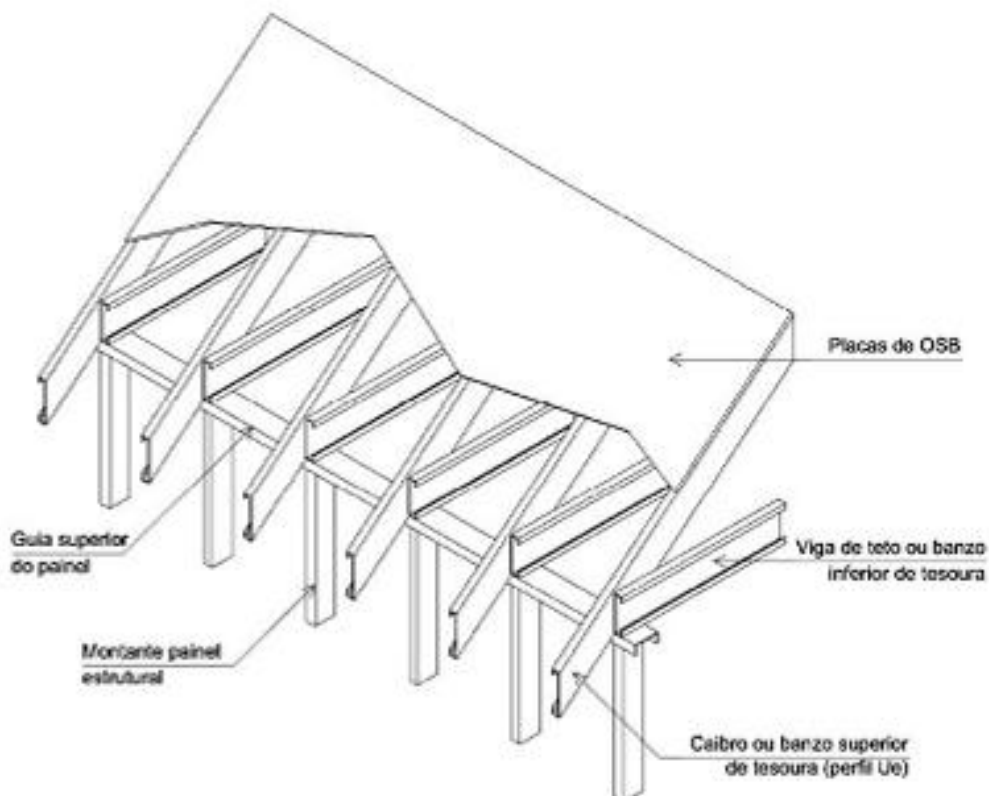 Placas de OSB
Guia superior
do painel
Viga de teto ou banzo
inferior de tesoura
Montante painel
estrutural
Caibro ou banzo superior
de tesoura (perfil Ue)